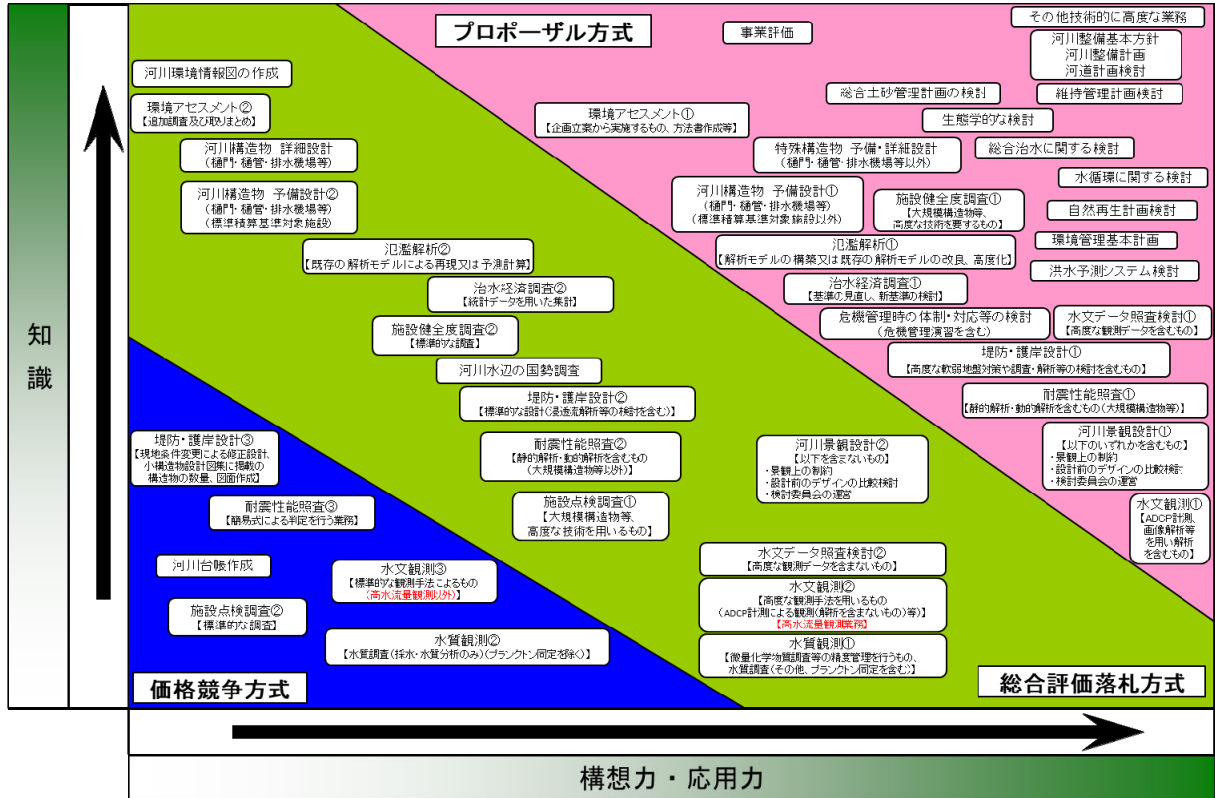 プロポーザル方式
事業評価
その他技術的に高度な業務
河川整備基本方針
河川整備計画
河道計画検討
河川環境情報図の作成
総合土砂管理計画の検討
維持管理計画検討
環境アセスメント②
【追加調査及び取りまとめ】
環境アセスメント①
【企画立案から実施するもの、方法書作成等】
生態学的な検討
河川構造物 詳細設計
(樋門・樋管・排水機場等)
特殊構造物 予備・詳細設計
(樋門・樋管・排水機場等以外)
総合治水に関する検討
水循環に関する検討
河川構造物 予備設計②
(樋門・樋管・排水機場等)
(標準積算基準対象施設)
河川構造物 予備設計①
(樋門・樋管・排水機場等)
(標準積算基準対象施設以外)
施設健全度調査①
【大規模構造物等、
高度な技術を要するもの】
自然再生計画検討
氾濫解析②
【既存の解析モデルによる再現又は予測計算】
氾濫解析①
【解析モデルの構築又は既存の解析モデルの改良、高度化】
環境管理基本計画
洪水予測システム検討
治水経済調査②
【統計データを用いた集計】
治水経済調査①
【基準の見直し、新基準の検討】
危機管理時の体制・対応等の検討
(危機管理演習を含む)
水文データ照査検討①
【高度な観測データを含むもの】
施設健全度調査②
【標準的な調査】
堤防・護岸設計①
【高度な軟弱地盤対策や調査・解析等の検討を含むもの】
河川水辺の国勢調査
堤防・護岸設計②
【標準的な設計(浸透流解析等の検討を含む)】
耐震性能照査①
【静的解析・動的解析を含むもの(大規模構造物等)】
堤防・護岸設計③
【現地条件変更による修正設計、
小構造物設計図集に掲載の
構造物の数量、図面作成】
耐震性能照査②
【静的解析・動的解析を含むもの
(大規模構造物等以外)】
河川景観設計②
【以下を含まないもの】
・景観上の制約
・設計前のデザインの比較検討
・検討委員会の運営
河川景観設計①
【以下のいずれかを含むもの】
・景観上の制約
・設計前のデザインの比較検討
・検討委員会の運営
耐震性能照査③
【簡易式による判定を行う業務】
施設点検調査①
【大規模構造物等、
高度な技術を用いるもの】
水文観測①
【ADCP計測、
画像解析等
を用い解析
を含むもの】
河川台帳作成
水文観測③
【標準的な観測手法によるもの
(高水流量観測以外)】
水文データ照査検討②
【高度な観測データを含まないもの】
水文観測②
【高度な観測手法を用いるもの
(ADCP計測による観測(解析を含まないもの)等)】
【高水流量観測業務】
施設点検調査②
【標準的な調査】
水質観測②
【水質調査(採水・水質分析のみ)(プランクトン同定を除く)】
水質観測①
【微量化学物質調査等の精度管理を行うもの、
水質調査(その他、プランクトン同定を含む)】
価格競争方式
総合評価落札方式
知
識
構想力・応用力